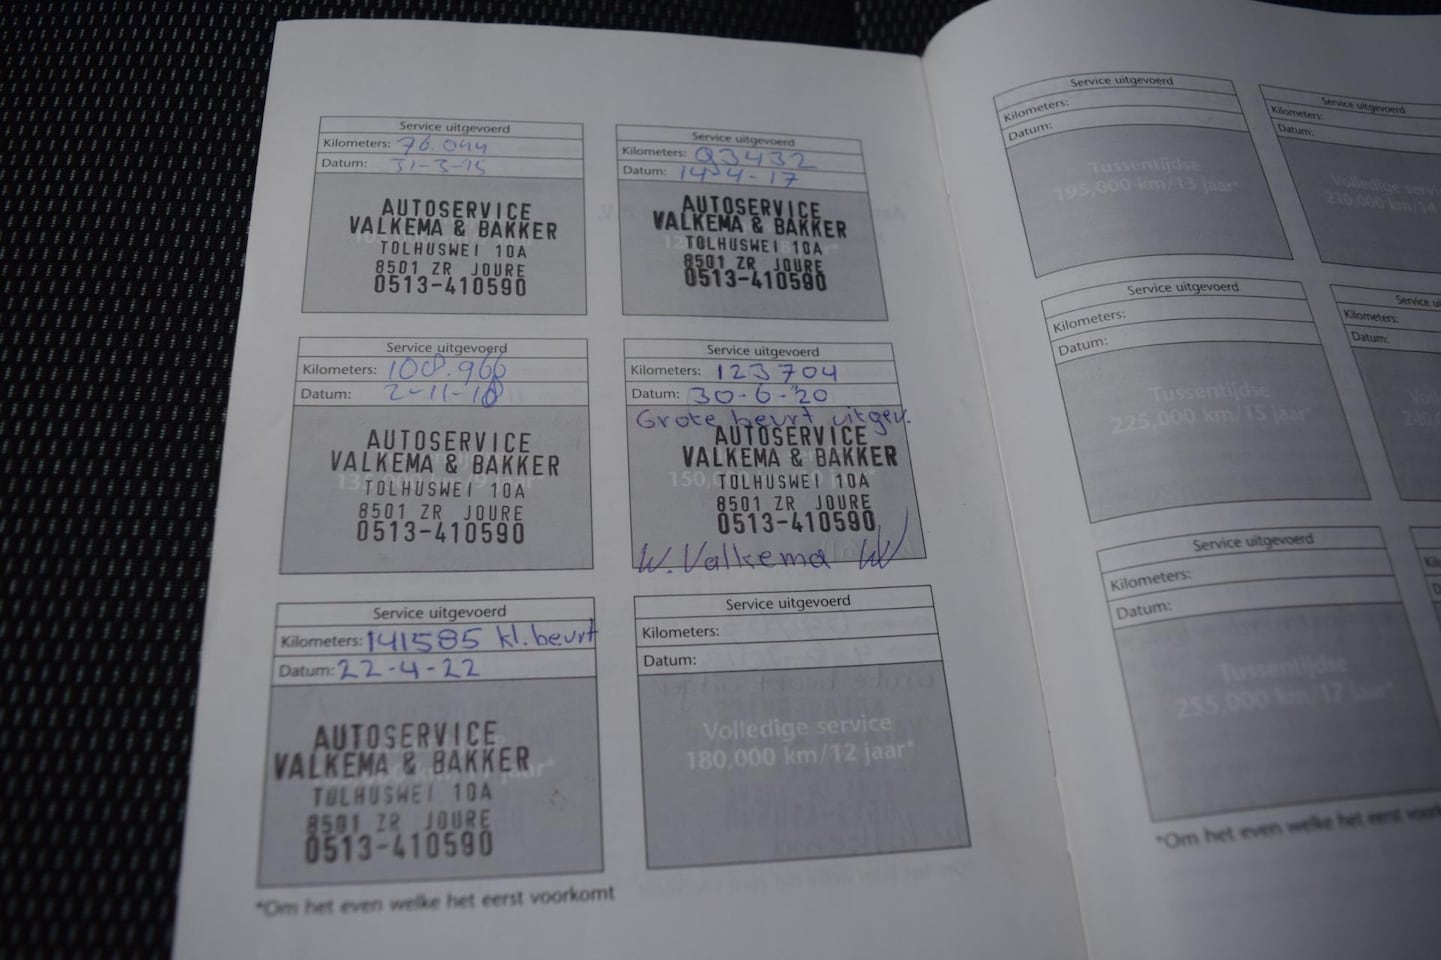 Service uitgevoerd
Kilometers: 76.044
Datum: 31-3-15
AUTOSERVICE
VALKEMA & BAKKER
TOLHUSWEI 10A
8501 ZR JOURE
0513-410590
Service uitgevoerd
Kilometers: 93432
Datum: 14-4-17
AUTOSERVICE
VALKEMA & BAKKER
TOLHUSWEI 10A
8501 ZR JOURE
0513-410590
Service uitgevoerd
Kilometers: 108.966
Datum: 2-11-18
AUTOSERVICE
VALKEMA & BAKKER
TOLHUSWEI 10A
8501 ZR JOURE
0513-410590
Service uitgevoerd
Kilometers: 123704
Datum: 30-6-'20
Grote beurt uitgev.
AUTOSERVICE
VALKEMA & BAKKER
TOLHUSWEI 10A
8501 ZR JOURE
0513-410590
W. Valkema
Service uitgevoerd
Kilometers: 141585 kl.beurt
Datum: 22-4-22
AUTOSERVICE
VALKEMA & BAKKER
TOLHUSWEI 10A
8501 ZR JOURE
0513-410590
Service uitgevoerd
Kilometers:
Datum:
Volledige service
180,000 km/12 jaar*
*Om het even welke het eerst voorkomt
Service uitgevoerd
Kilometers:
Datum:
Tussentijdse
195,000 km/13 jaar*
Service uitgevoerd
Kilometers:
Datum:
Volledige servi
210,000 km/14
Service uitgevoerd
Kilometers:
Datum:
Tussentijdse
225,000 km/15 jaar*
Service ui
Kilometers:
Datum:
Service uitgevoerd
Kilometers:
Datum:
Tussentijdse
255,000 km/17 jaar*
*Om het even welke het eerst